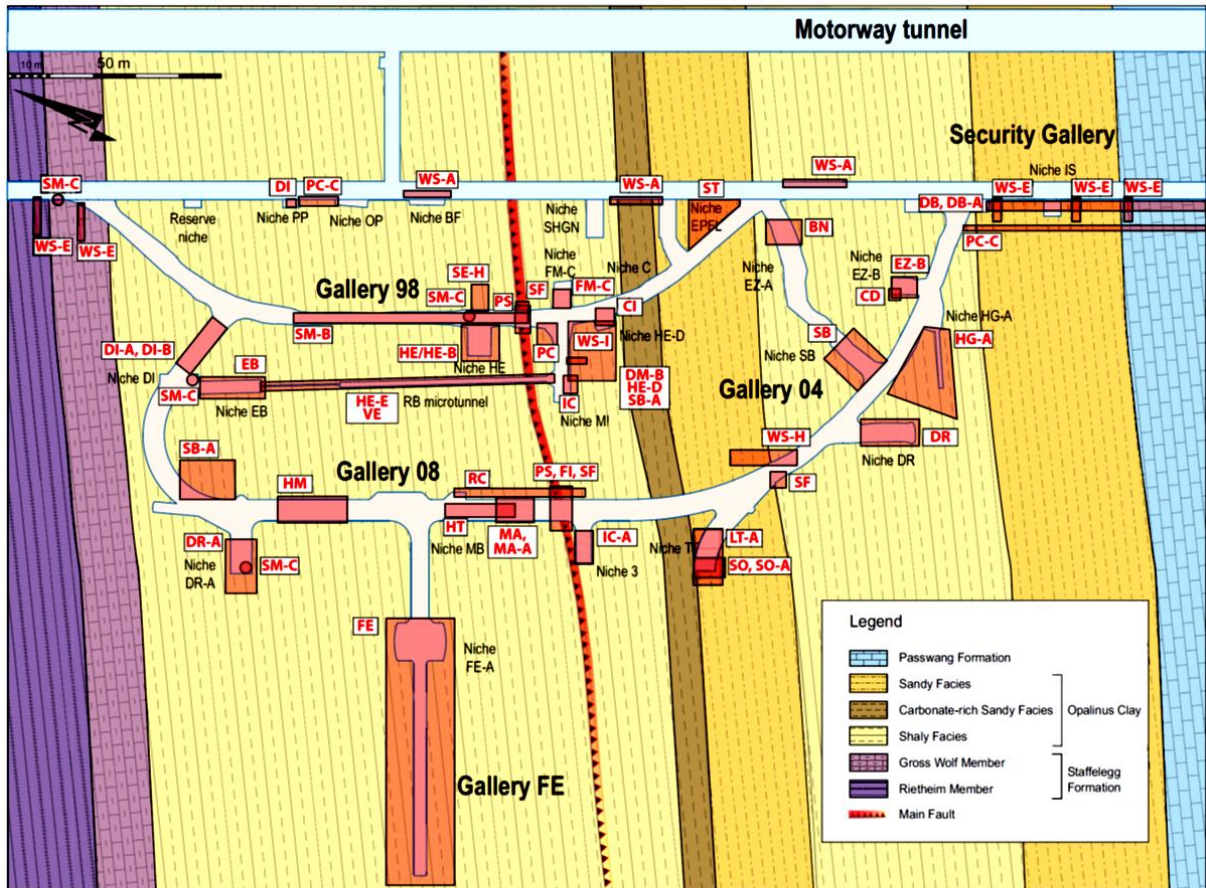 Motorway tunnel
10 m
50 m
Security Gallery
SM-C
DI
PC-C
WS-A
WS-A
ST
WS-A
Niche IS
WS-E
WS-E
WS-E
DB, DB-A
WS-E
WS-E
Reserve
niche
Niche PP
Niche OP
Niche BF
Niche
SHGN
Niche
EPFL
BN
PC-C
Niche
FM-C
Niche C
Niche
EZ-A
Niche
EZ-B
EZ-B
CD
Gallery 98
SE-H
SM-C
PS
SF
FM-C
CI
SM-B
HE/HE-B
Niche HE
PC
WS-I
Niche HE-D
SB
Niche SB
Niche HG-A
HG-A
DI-A, DI-B
Niche DI
SM-C
EB
Niche EB
HE-E
VE
RB microtunnel
IC
Niche MI
DM-B
HE-D
SB-A
Gallery 04
SB-A
Gallery 08
WS-H
DR
Niche DR
HM
RC
PS, FI, SF
SF
HT
MA,
MA-A
Niche MB
IC-A
Niche 3
DR-A
Niche
DR-A
SM-C
LT-A
SO, SO-A
FE
Niche
FE-A
Gallery FE
Legend
Passwang Formation
Sandy Facies
Carbonate-rich Sandy Facies
Shaly Facies
Opalinus Clay
Gross Wolf Member
Rietheim Member
Staffelegg
Formation
Main Fault